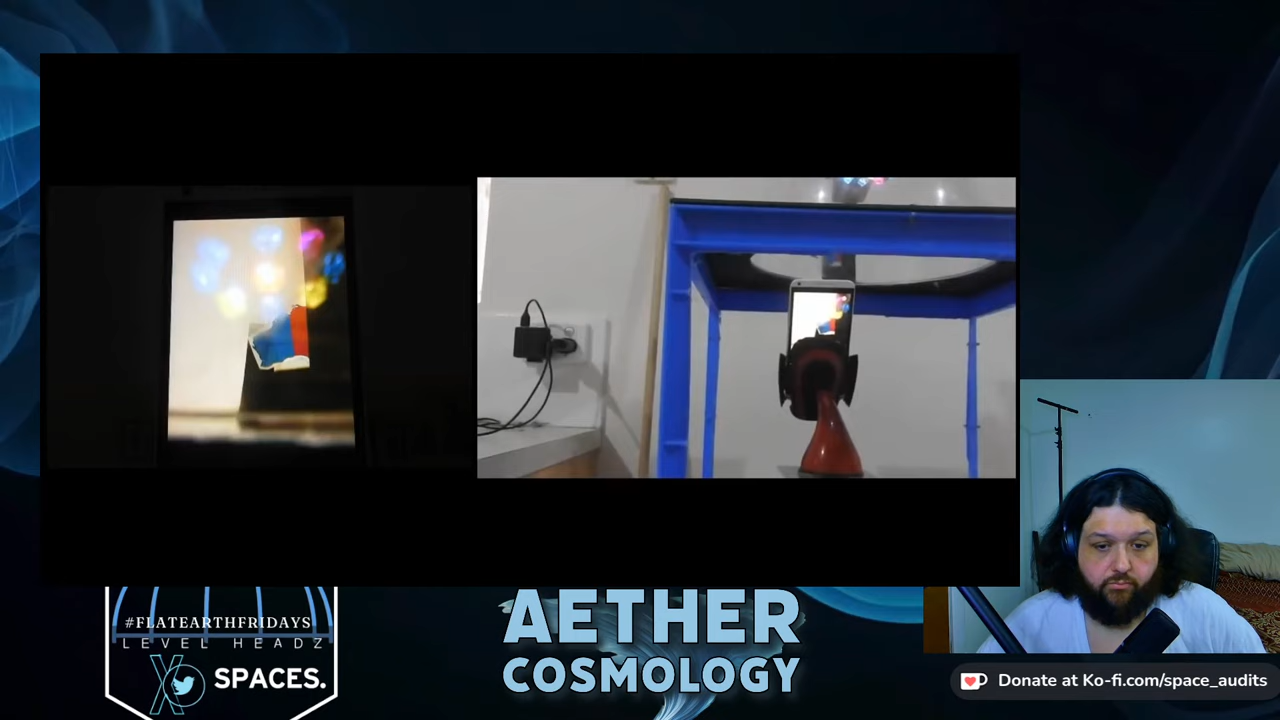 #FLATEARTHFRIDAYS
LEVEL HEADZ
X SPACES.
AETHER
COSMOLOGY
Donate at Ko-fi.com/space_audits